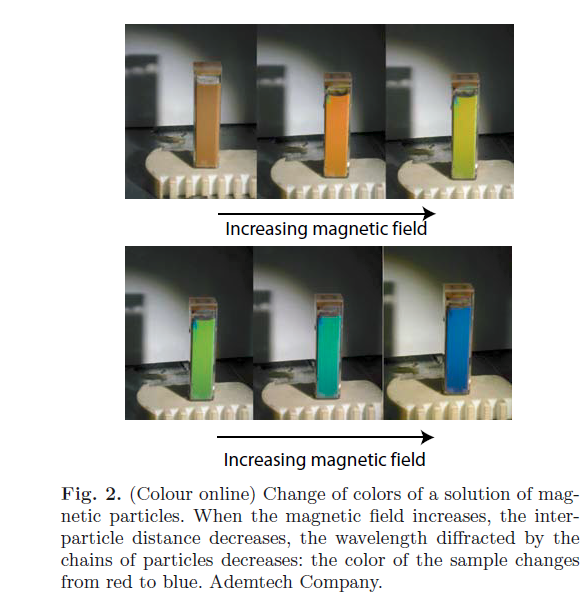 Increasing magnetic field
Increasing magnetic field
Fig. 2. (Colour online) Change of colors of a solution of mag-
netic particles. When the magnetic field increases, the inter-
particle distance decreases, the wavelength diffracted by the
chains of particles decreases: the color of the sample changes
from red to blue. Ademtech Company.